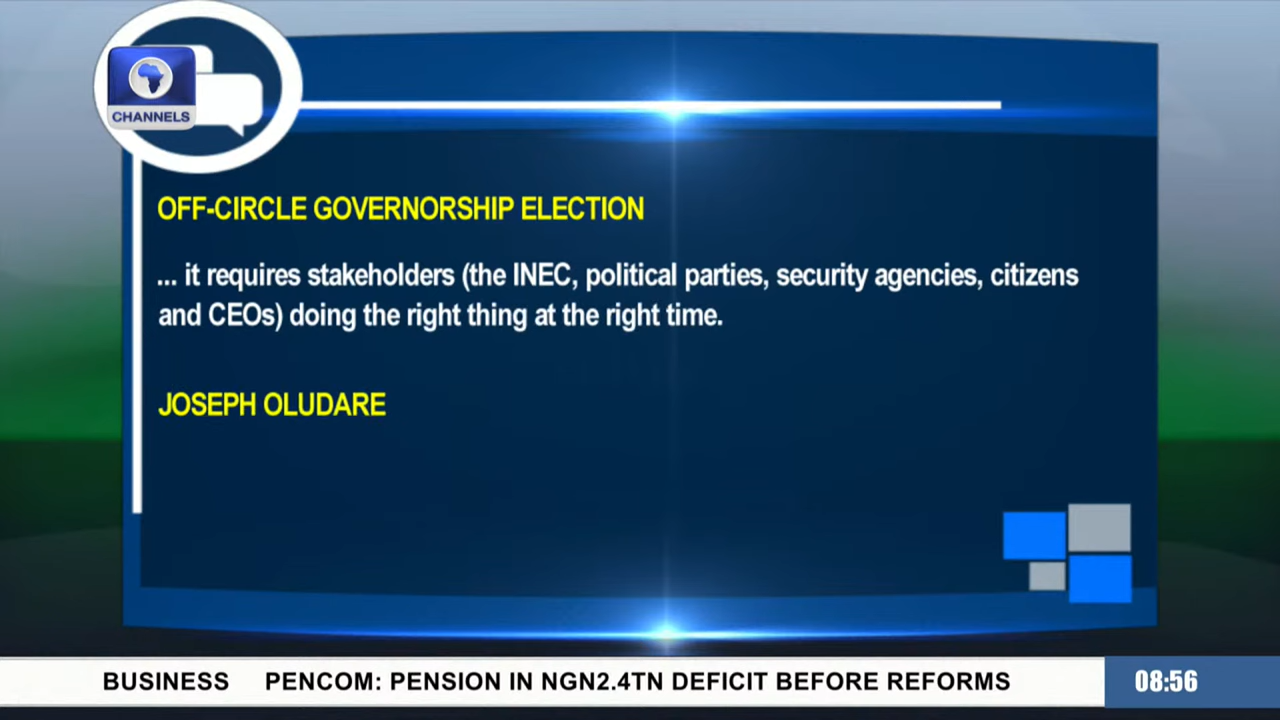 CHANNELS
OFF-CIRCLE GOVERNORSHIP ELECTION
... it requires stakeholders (the INEC, political parties, security agencies, citizens
and CEOs) doing the right thing at the right time.
JOSEPH OLUDARE
BUSINESS PENCOM: PENSION IN NGN2.4TN DEFICIT BEFORE REFORMS 08:56